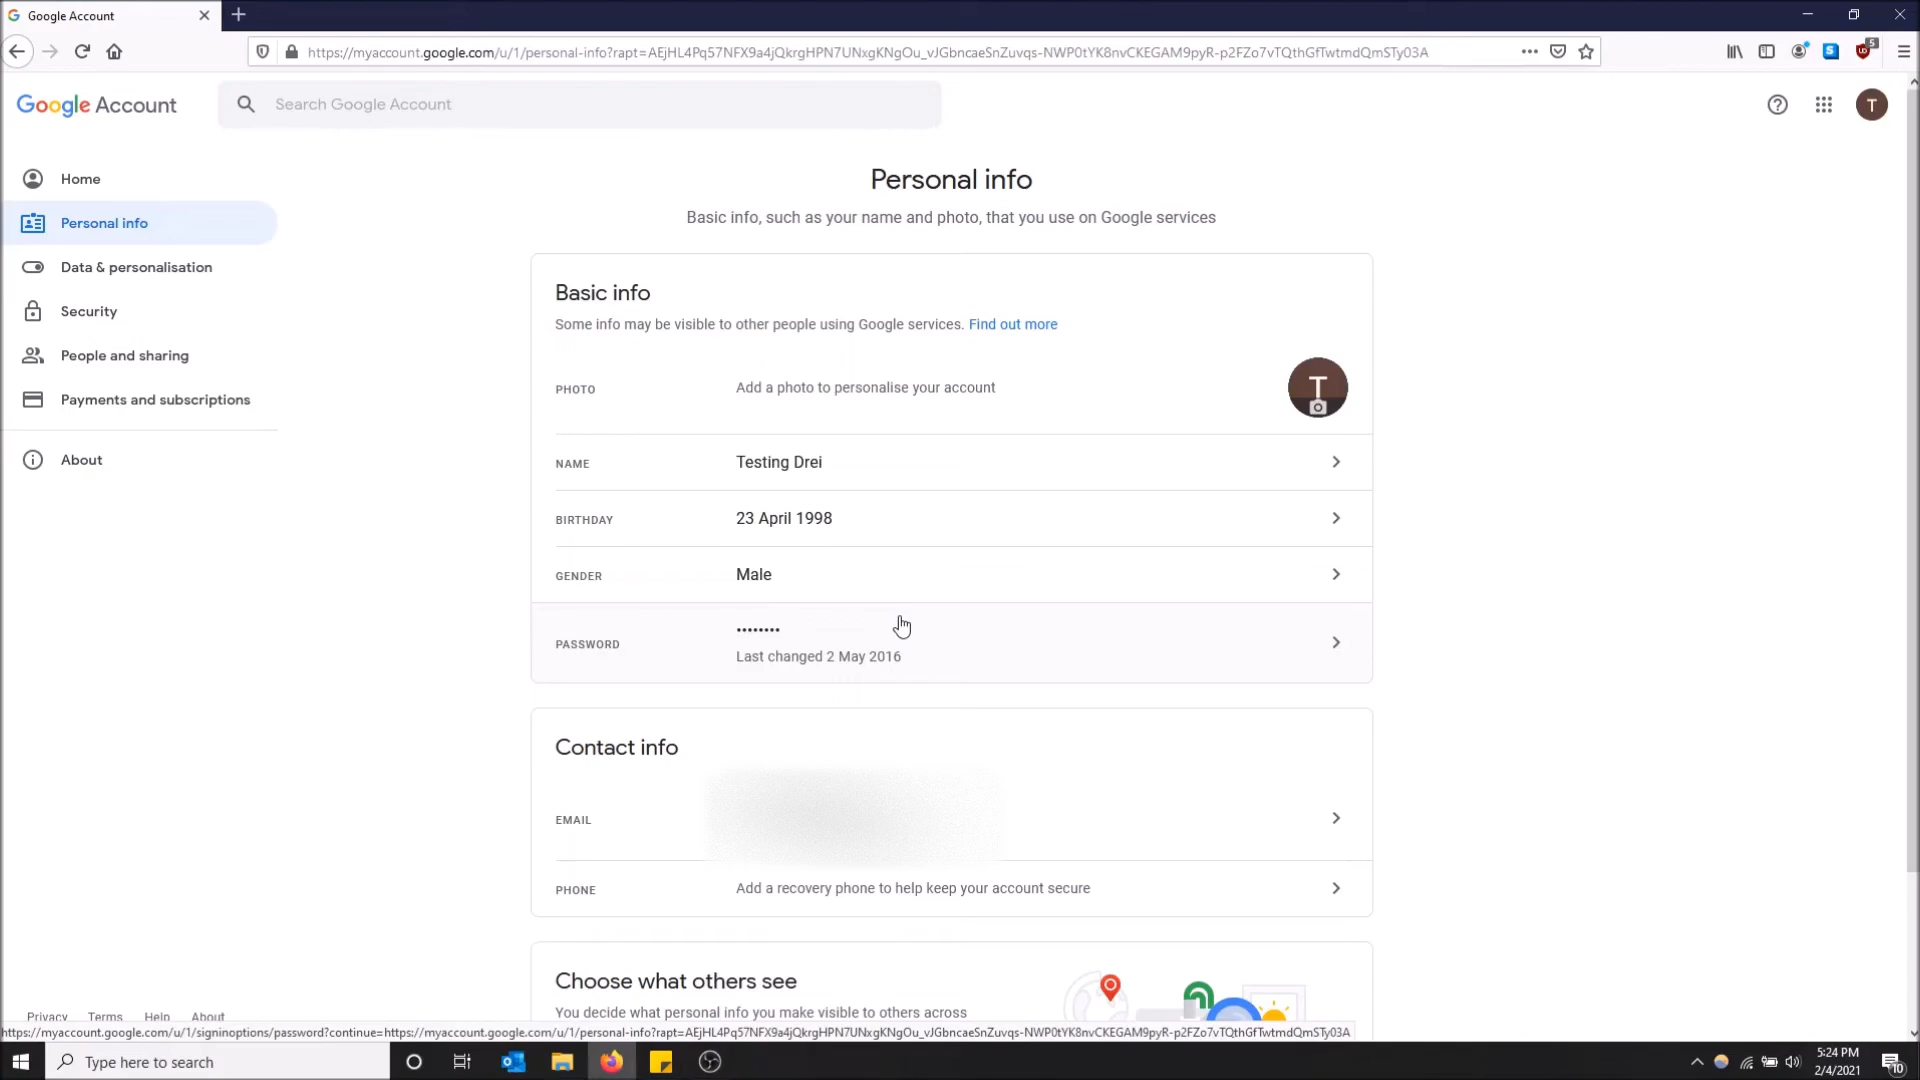 Google Account
https://myaccount.google.com/u/1/personal-info?rapt=AEjHL4Pq57NFX9a4jQkrgHPN7UNxgKNgOu_vJGbncaeSnZuvqs-NWP0tYK8nvCKEGAM9pyR-p2FZo7vTQthGfTwtmdQmSTy03A
S
5
Google Account
Search Google Account
T
Home
Personal info
Data & personalisation
Security
People and sharing
Payments and subscriptions
About
Personal info
Basic info, such as your name and photo, that you use on Google services
Basic info
Some info may be visible to other people using Google services. Find out more
PHOTO Add a photo to personalise your account T
NAME Testing Drei
BIRTHDAY 23 April 1998
GENDER Male
PASSWORD ••••••••
Last changed 2 May 2016
Contact info
EMAIL
PHONE Add a recovery phone to help keep your account secure
Choose what others see
You decide what personal info you make visible to others across
Privacy Terms Help About
https://myaccount.google.com/u/1/signinoptions/password?continue=https://myaccount.google.com/u/1/personal-info?rapt=AEjHL4Pq57NFX9a4jQkrgHPN7UNxgKNgOu_vJGbncaeSnZuvqs-NWP0tYK8nvCKEGAM9pyR-p2FZo7vTQthGfTwtmdQmSTy03A
Type here to search
5:24 PM
2/4/2021
10